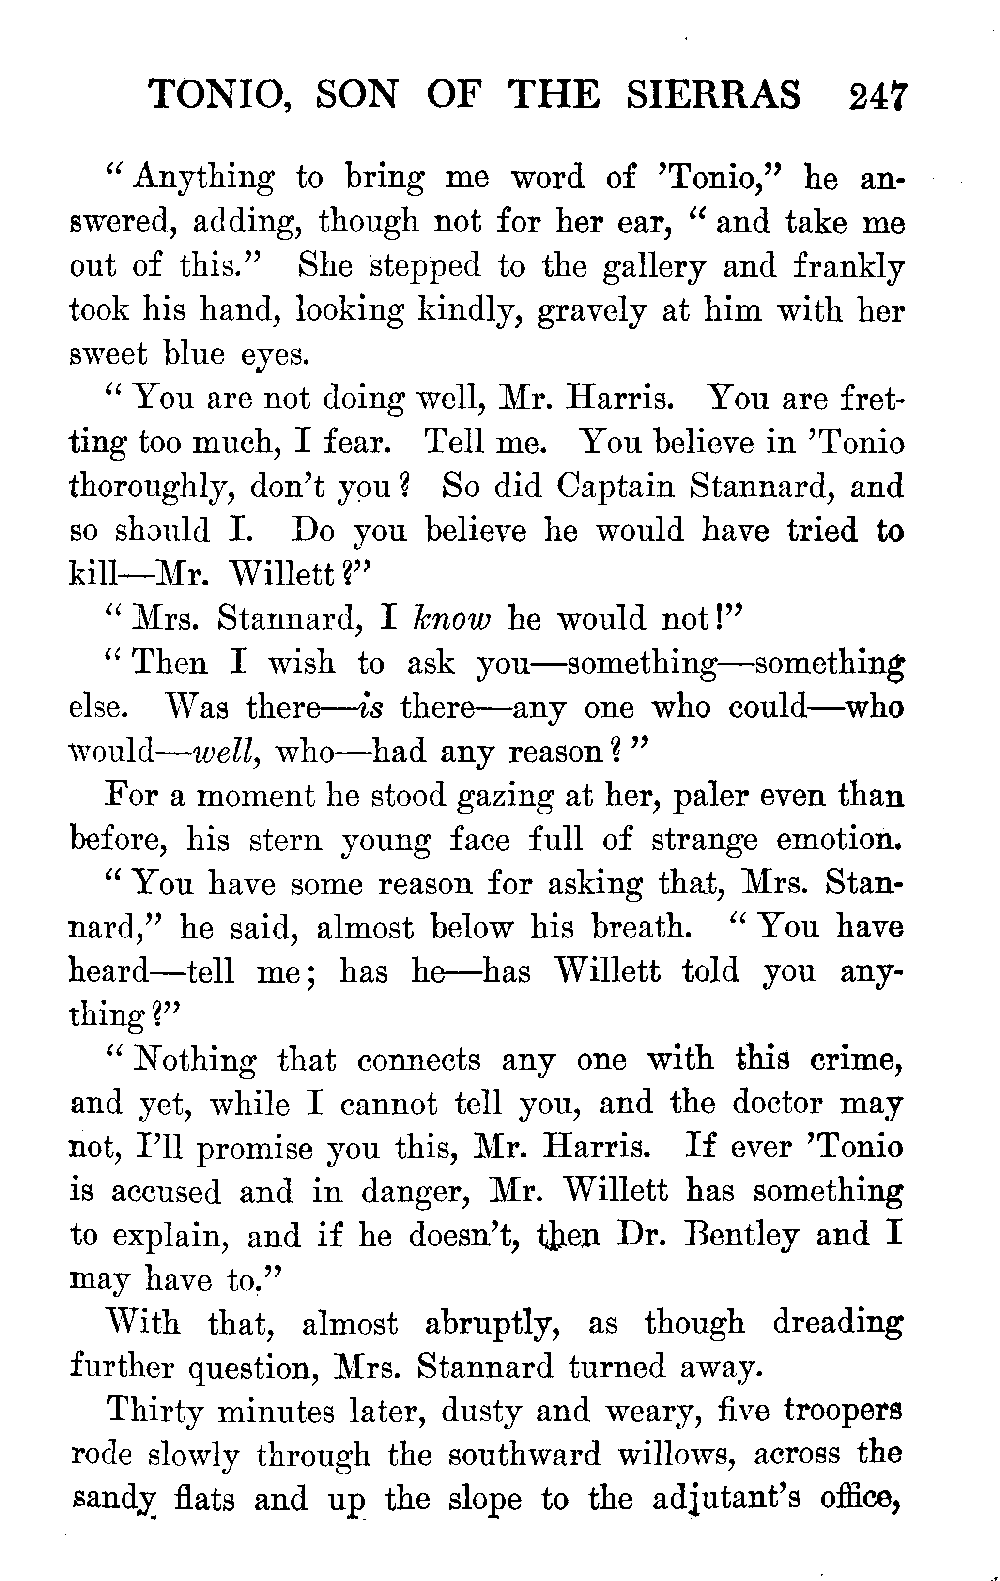 TONIO, SON OF THE SIERRAS 247
“Anything to bring me word of ’Tonio,” he an-
swered, adding, though not for her ear, “and take me
out of this.” She stepped to the gallery and frankly
took his hand, looking kindly, gravely at him with her
sweet blue eyes.
“You are not doing well, Mr. Harris. You are fret-
ting too much, I fear. Tell me. You believe in ’Tonio
thoroughly, don’t you? So did Captain Stannard, and
so should I. Do you believe he would have tried to
kill—Mr. Willett?”
“Mrs. Stannard, I know he would not!”
“Then I wish to ask you—something—something
else. Was there—is there—any one who could—who
would—well, who—had any reason?”
For a moment he stood gazing at her, paler even than
before, his stern young face full of strange emotion.
“You have some reason for asking that, Mrs. Stan-
nard,” he said, almost below his breath. “You have
heard—tell me; has he—has Willett told you any-
thing?”
“Nothing that connects any one with this crime,
and yet, while I cannot tell you, and the doctor may
not, I’ll promise you this, Mr. Harris. If ever ’Tonio
is accused and in danger, Mr. Willett has something
to explain, and if he doesn’t, then Dr. Bentley and I
may have to.”
With that, almost abruptly, as though dreading
further question, Mrs. Stannard turned away.
Thirty minutes later, dusty and weary, five troopers
rode slowly through the southward willows, across the
sandy flats and up the slope to the adjutant’s office,